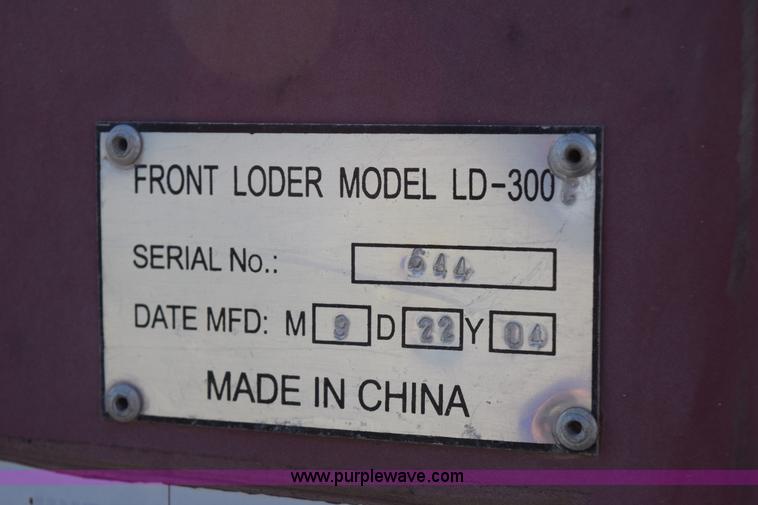 FRONT LODER MODEL LD-300
SERIAL No.: 644
DATE MFD: M 9 D 22 Y 04
MADE IN CHINA
www.purplewave.com